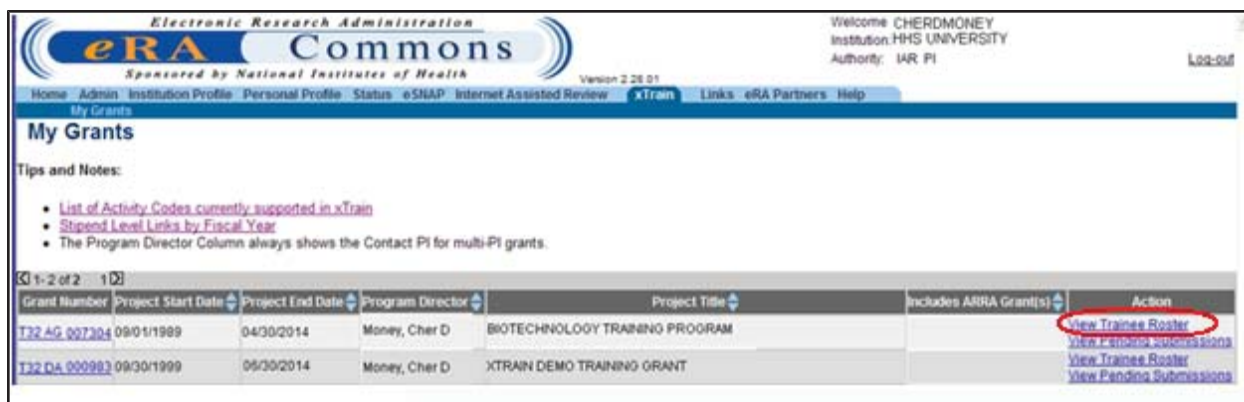 Electronic Research Administration
eRA Commons
Sponsored by National Institutes of Health
Version 2.26.01
Welcome CHERDMONEY
Institution: HHS UNIVERSITY
Authority: IAR PI
Log-out
Home Admin Institution Profile Personal Profile Status eSNAP Internet Assisted Review xTrain Links eRA Partners Help
My Grants
My Grants
Tips and Notes:
• List of Activity Codes currently supported in xTrain
• Stipend Level Links by Fiscal Year
• The Program Director Column always shows the Contact PI for multi-PI grants.
1-2 of 2 1
Grant Number Project Start Date Project End Date Program Director Project Title Includes ARRA Grant(s) Action
T32 AG 007304 09/01/1989 04/30/2014 Money, Cher D BIOTECHNOLOGY TRAINING PROGRAM View Trainee Roster
View Pending Submissions
T32 DA 000983 09/30/1999 06/30/2014 Money, Cher D XTRAIN DEMO TRAINING GRANT View Trainee Roster
View Pending Submissions